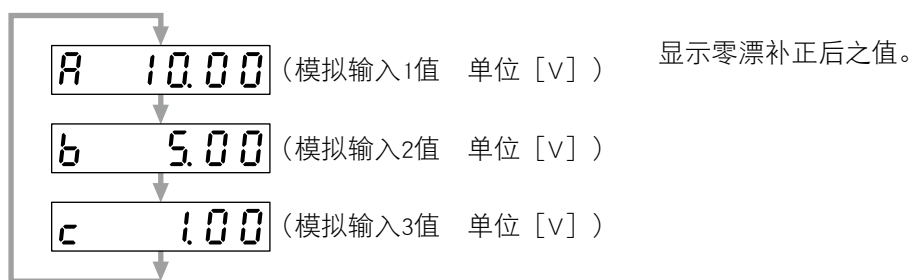 A 10.00 （模拟输入1值 单位［V］） 显示零漂补正后之值。
b 5.00 （模拟输入2值 单位［V］）
c 1.00 （模拟输入3值 单位［V］）